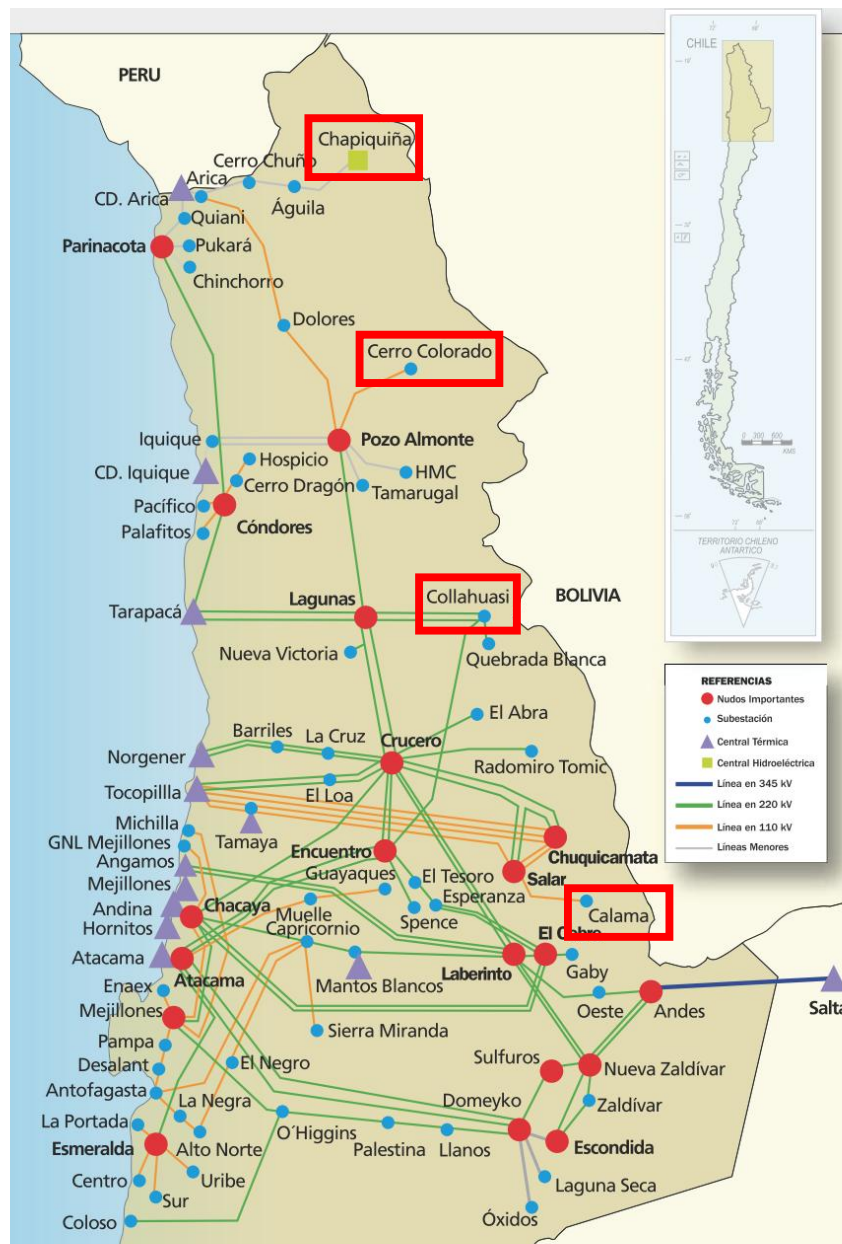 PERU
CHILE
Chapiquiña
Cerro Chuño
Arica
CD. Arica
Águila
Quiani
Parinacota
Pukará
Chinchorro
Dolores
Cerro Colorado
Iquique
Pozo Almonte
CD. Iquique
Hospicio
Cerro Dragón
HMC
Tamarugal
Pacífico
Palafitos
Cóndores
Tarapacá
Lagunas
Collahuasi
BOLIVIA
Nueva Victoria
Quebrada Blanca
El Abra
Barriles
La Cruz
Crucero
Norgener
Radomiro Tomic
Tocopillla
El Loa
Michilla
Tamaya
GNL Mejillones
Encuentro
Chuquicamata
Angamos
Guayaques
El Tesoro
Salar
Mejillones
Esperanza
Andina
Chacaya
Muelle
Spence
Calama
Hornitos
Capricornio
El Cobre
Atacama
Atacama
Mantos Blancos
Laberinto
Gaby
Enaex
Oeste
Andes
Salta
Mejillones
Sierra Miranda
Pampa
El Negro
Sulfuros
Nueva Zaldívar
Desalant
Antofagasta
La Negra
Domeyko
Zaldívar
La Portada
O´Higgins
Esmeralda
Alto Norte
Palestina
Llanos
Escondida
Centro
Uribe
Laguna Seca
Sur
Coloso
Óxidos
0 300 600
KMS
TERRITORIO CHILENO
ANTARTICO
REFERENCIAS
Nudos Importantes
Subestación
Central Térmica
Central Hidroeléctrica
Línea en 345 kV
Línea en 220 kV
Línea en 110 kV
Líneas Menores